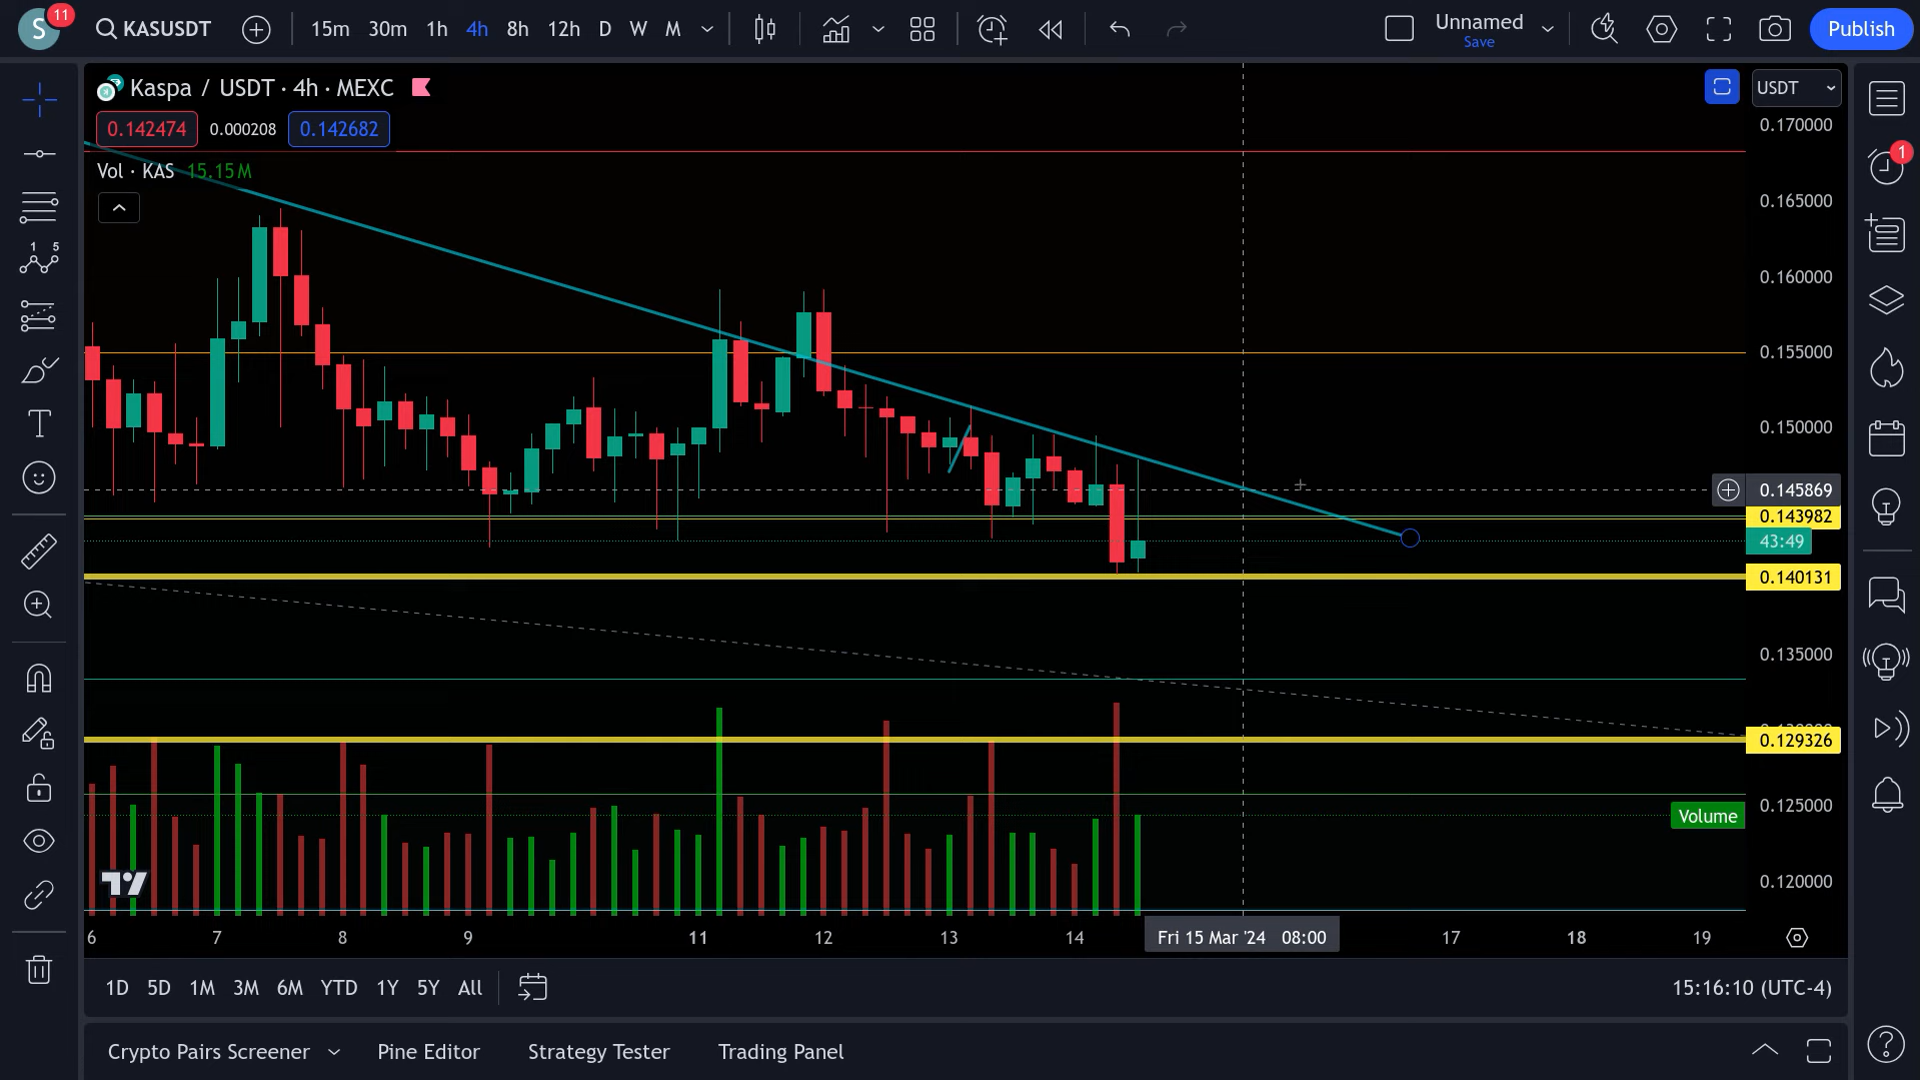 S 11 KASUSDT 15m 30m 1h 4h 8h 12h D W M Unnamed Save Publish
Kaspa / USDT · 4h · MEXC USDT
0.142474 0.000208 0.142682
Vol · KAS 15.15M
1 5
1
0.170000
0.165000
0.160000
0.155000
0.150000
0.145869
0.143982
43:49
0.140131
0.135000
0.129326
0.125000
Volume
0.120000
6 7 8 9 11 12 13 14 Fri 15 Mar '24 08:00 17 18 19
1D 5D 1M 3M 6M YTD 1Y 5Y All 15:16:10 (UTC-4)
Crypto Pairs Screener Pine Editor Strategy Tester Trading Panel